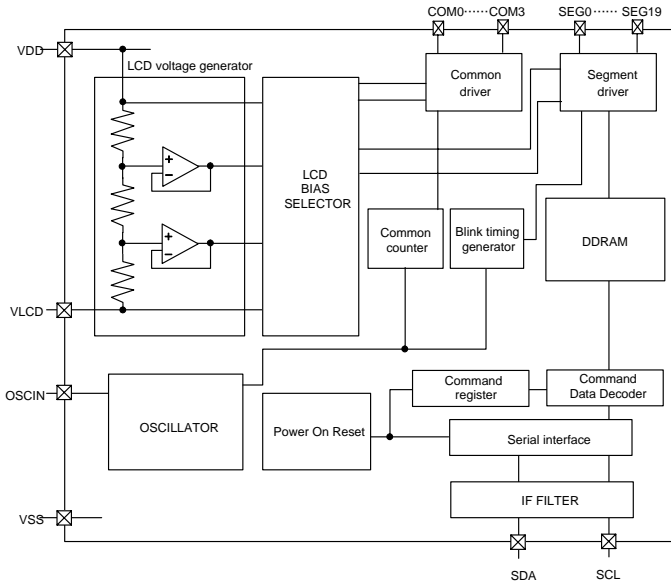 COM0……COM3
SEG0…… SEG19
VDD
LCD voltage generator
Common
driver
Segment
driver
+
−
LCD
BIAS
SELECTOR
+
−
Common
counter
Blink timing
generator
DDRAM
VLCD
OSCIN
OSCILLATOR
Power On Reset
Command
register
Command
Data Decoder
Serial interface
IF FILTER
VSS
SDA
SCL